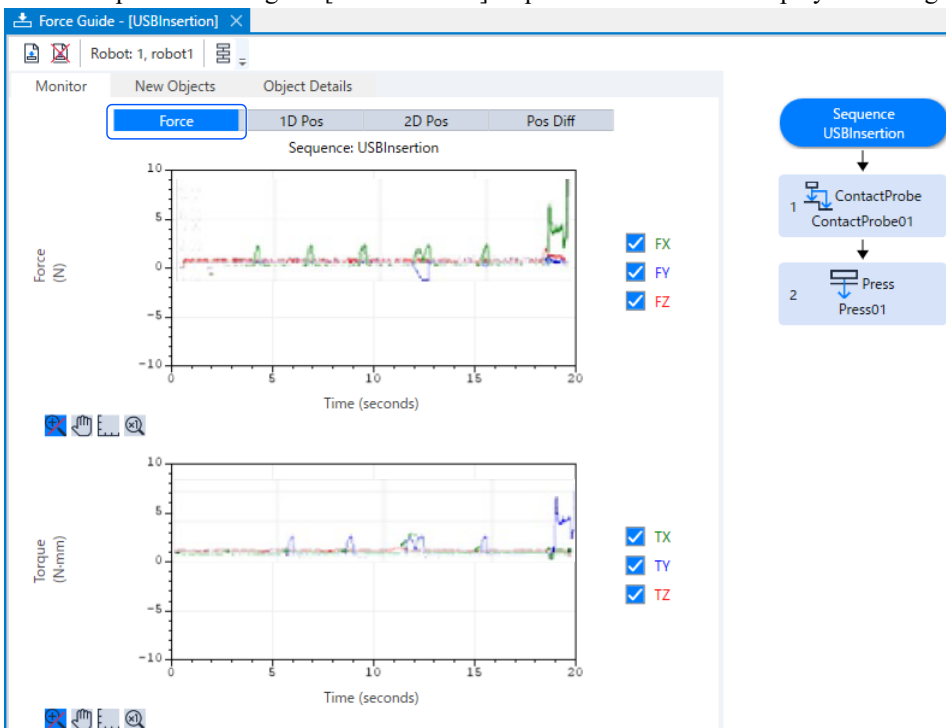 Force Guide - [USBInsertion]
Robot: 1, robot1
Monitor New Objects Object Details
Force 1D Pos 2D Pos Pos Diff
Sequence: USBInsertion
Force
(N)
10
5
0
-5
-10
0 5 10 15 20
Time (seconds)
FX
FY
FZ
Torque
(N-mm)
10
5
0
-5
-10
0 5 10 15 20
Time (seconds)
TX
TY
TZ
Sequence
USBInsertion
1 ContactProbe
ContactProbe01
2 Press
Press01